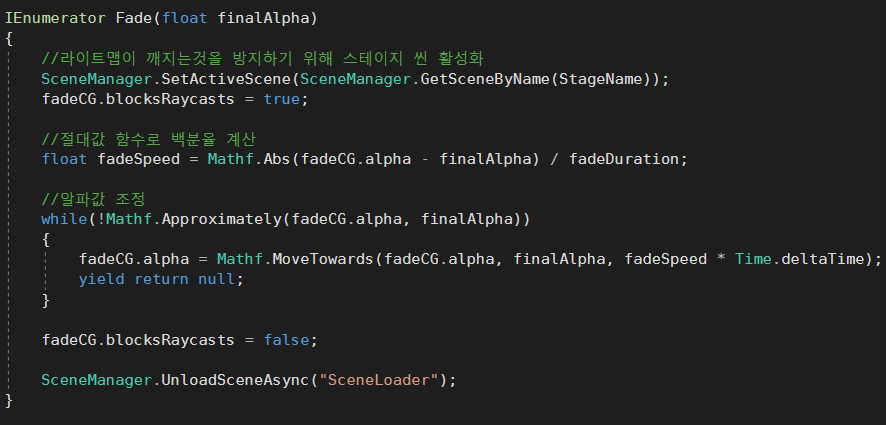 IEnumerator Fade(float finalAlpha)
{
//라이트맵이 깨지는것을 방지하기 위해 스테이지 씬 활성화
SceneManager.SetActiveScene(SceneManager.GetSceneByName(StageName));
fadeCG.blocksRaycasts = true;
//절대값 함수로 백분율 계산
float fadeSpeed = Mathf.Abs(fadeCG.alpha - finalAlpha) / fadeDuration;
//알파값 조정
while(!Mathf.Approximately(fadeCG.alpha, finalAlpha))
{
fadeCG.alpha = Mathf.MoveTowards(fadeCG.alpha, finalAlpha, fadeSpeed * Time.deltaTime);
yield return null;
}
fadeCG.blocksRaycasts = false;
SceneManager.UnloadSceneAsync("SceneLoader");
}